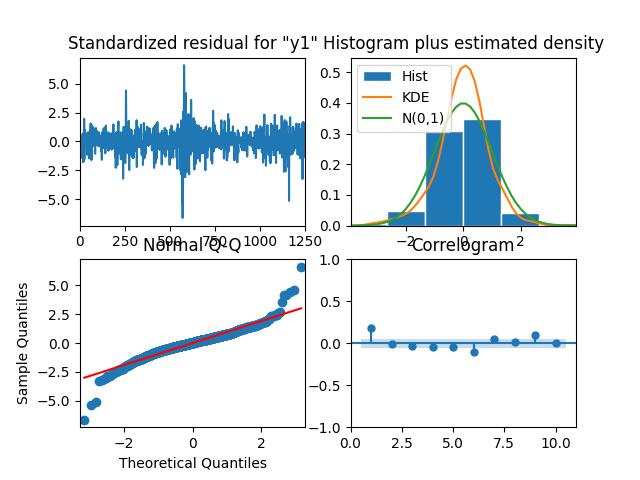 Standardized residual for "y1"
5.0
2.5
0.0
−2.5
−5.0
0 250 500 750 1000 1250
Histogram plus estimated density
Hist
KDE
N(0,1)
0.5
0.4
0.3
0.2
0.1
0.0
−2 0 2
Normal Q-Q
Sample Quantiles
5.0
2.5
0.0
−2.5
−5.0
−2 0 2
Theoretical Quantiles
Correlogram
1.0
0.5
0.0
−0.5
−1.0
0.0 2.5 5.0 7.5 10.0